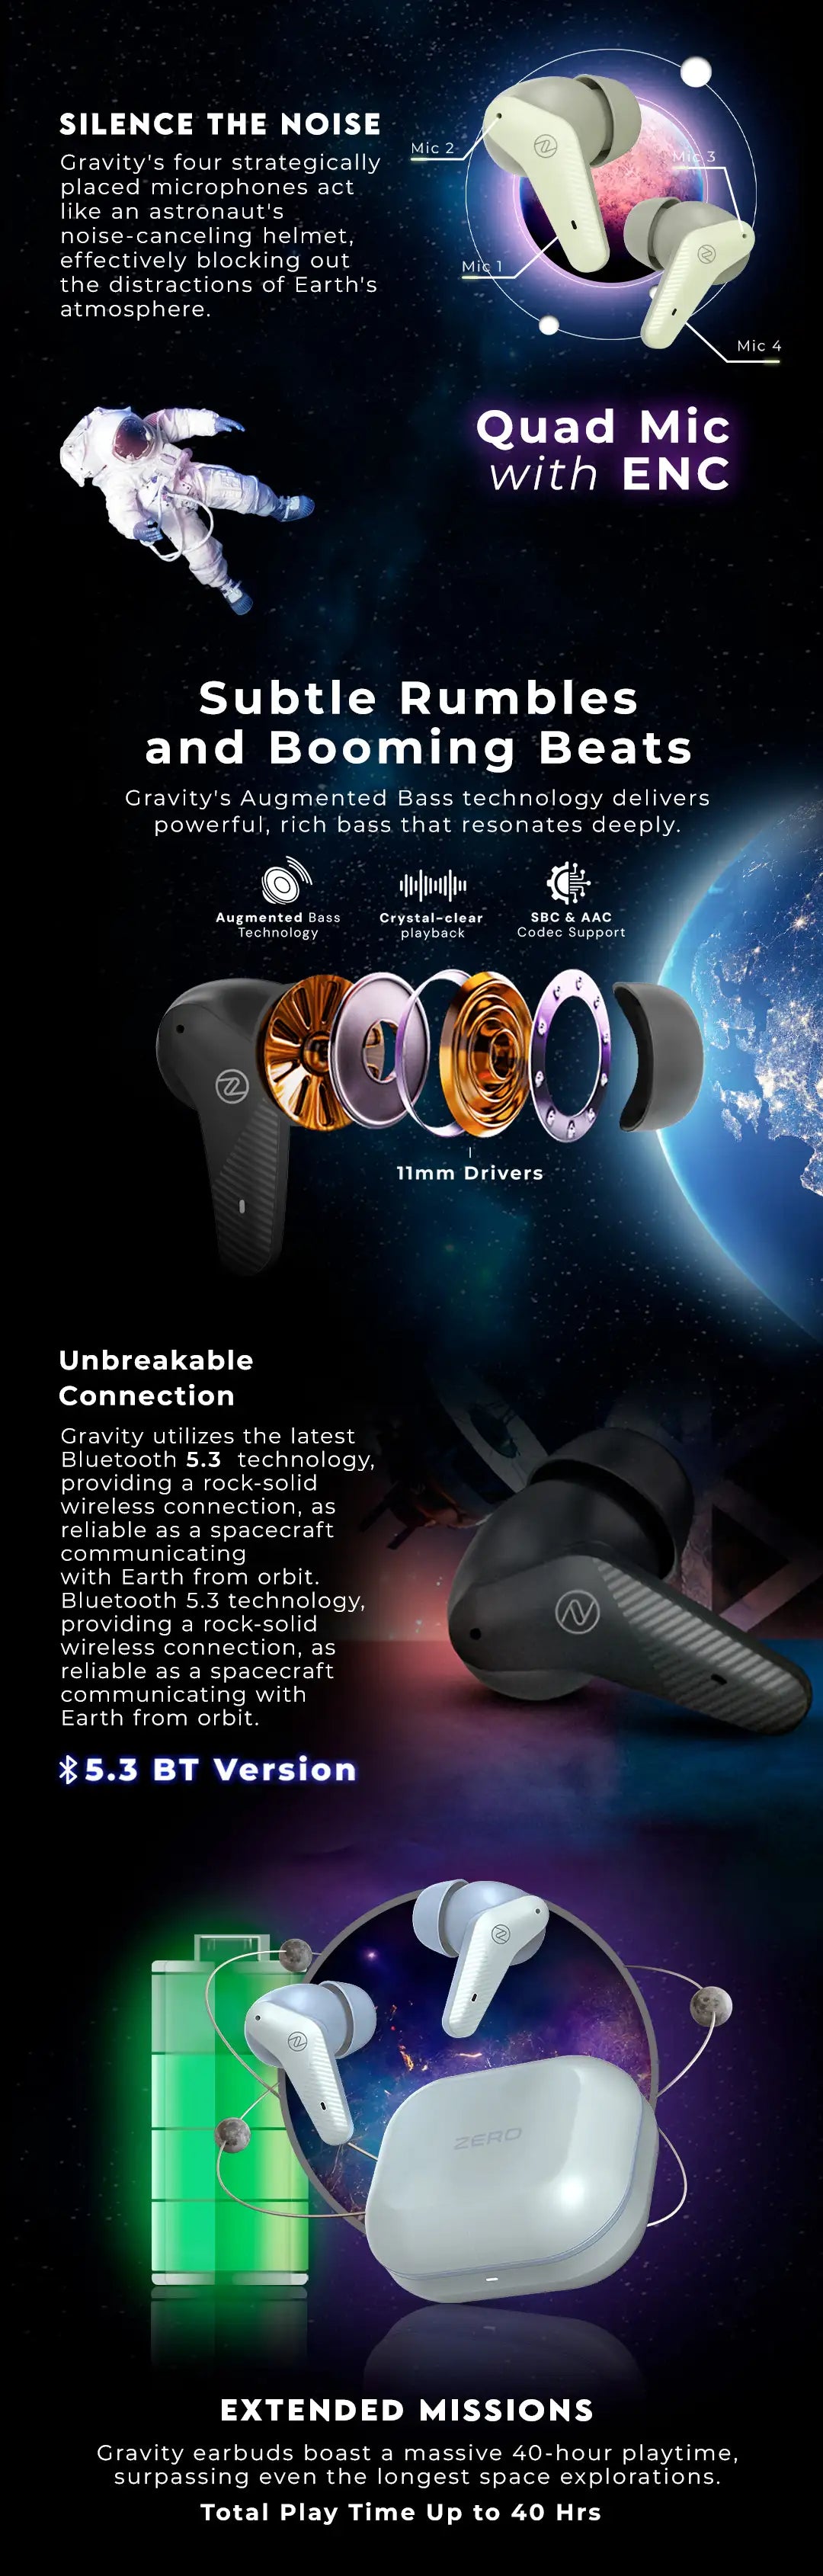 SILENCE THE NOISE
Gravity's four strategically
placed microphones act
like an astronaut's
noise-canceling helmet,
effectively blocking out
the distractions of Earth's
atmosphere.
Mic 2
Mic 3
Mic 1
Mic 4
Quad Mic
with ENC
Subtle Rumbles
and Booming Beats
Gravity's Augmented Bass technology delivers
powerful, rich bass that resonates deeply.
Augmented Bass
Technology
Crystal-clear
playback
SBC & AAC
Codec Support
11mm Drivers
Unbreakable
Connection
Gravity utilizes the latest
Bluetooth 5.3 technology,
providing a rock-solid
wireless connection, as
reliable as a spacecraft
communicating
with Earth from orbit.
Bluetooth 5.3 technology,
providing a rock-solid
wireless connection, as
reliable as a spacecraft
communicating with
Earth from orbit.
5.3 BT Version
ZERO
EXTENDED MISSIONS
Gravity earbuds boast a massive 40-hour playtime,
surpassing even the longest space explorations.
Total Play Time Up to 40 Hrs